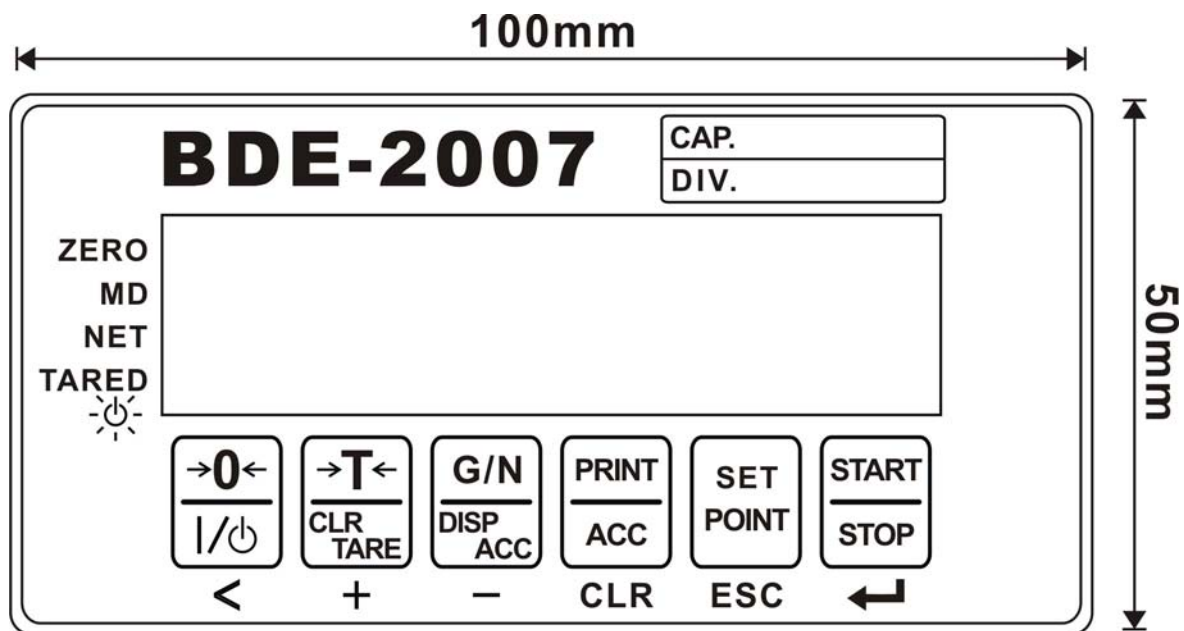 100mm
BDE-2007
CAP.
DIV.
50mm
ZERO
MD
NET
TARED
→0←
I/⏻
→T←
CLR
TARE
G/N
DISP
ACC
PRINT
ACC
SET
POINT
START
STOP
< + − CLR ESC ↵